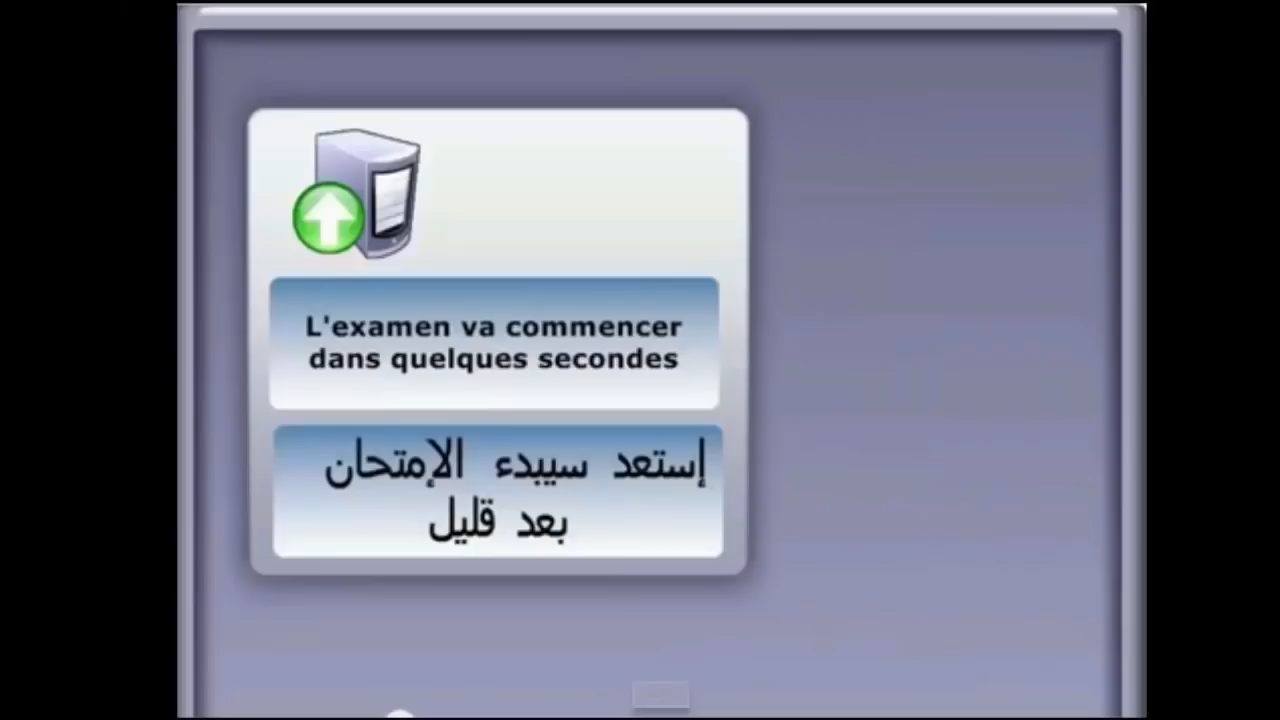 L'examen va commencer
dans quelques secondes
إستعد سيبدء الإمتحان
بعد قليل